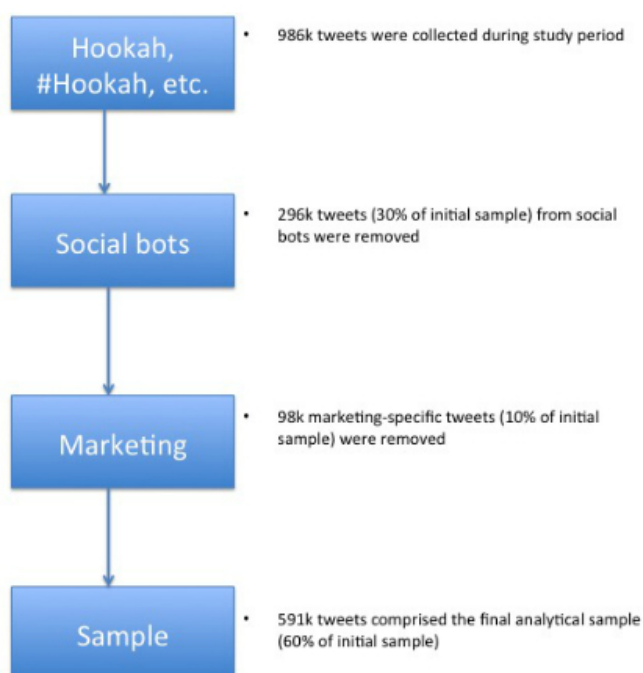 Hookah,
#Hookah, etc.
• 986k tweets were collected during study period
Social bots
• 296k tweets (30% of initial sample) from social
bots were removed
Marketing
• 98k marketing-specific tweets (10% of initial
sample) were removed
Sample
• 591k tweets comprised the final analytical sample
(60% of initial sample)